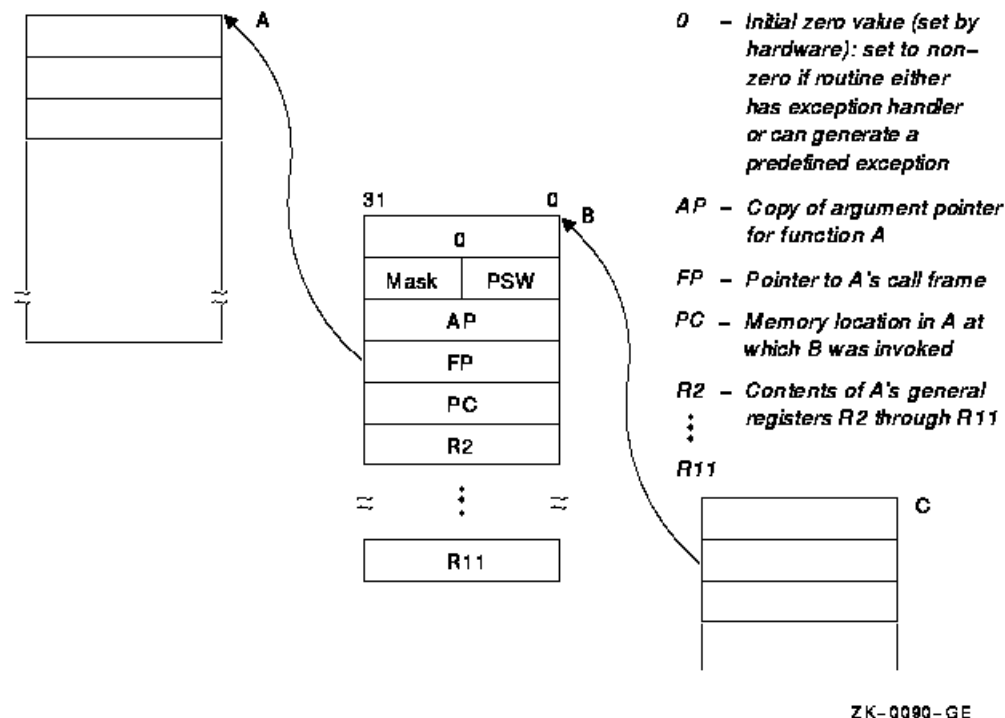 A
0 – Initial zero value (set by
hardware): set to non–
zero if routine either
has exception handler
or can generate a
predefined exception
AP – Copy of argument pointer
for function A
FP – Pointer to A's call frame
PC – Memory location in A at
which B was invoked
R2 – Contents of A's general
registers R2 through R11
R11
31 0
B
0
Mask PSW
AP
FP
PC
R2
R11
C
ZK–0090–GE